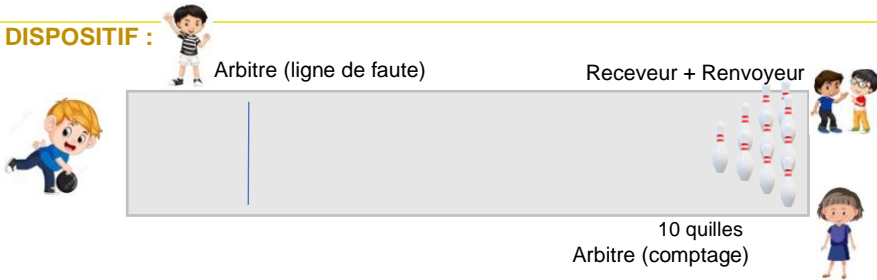 DISPOSITIF :
Arbitre (ligne de faute)
Receveur + Renvoyeur
10 quilles
Arbitre (comptage)